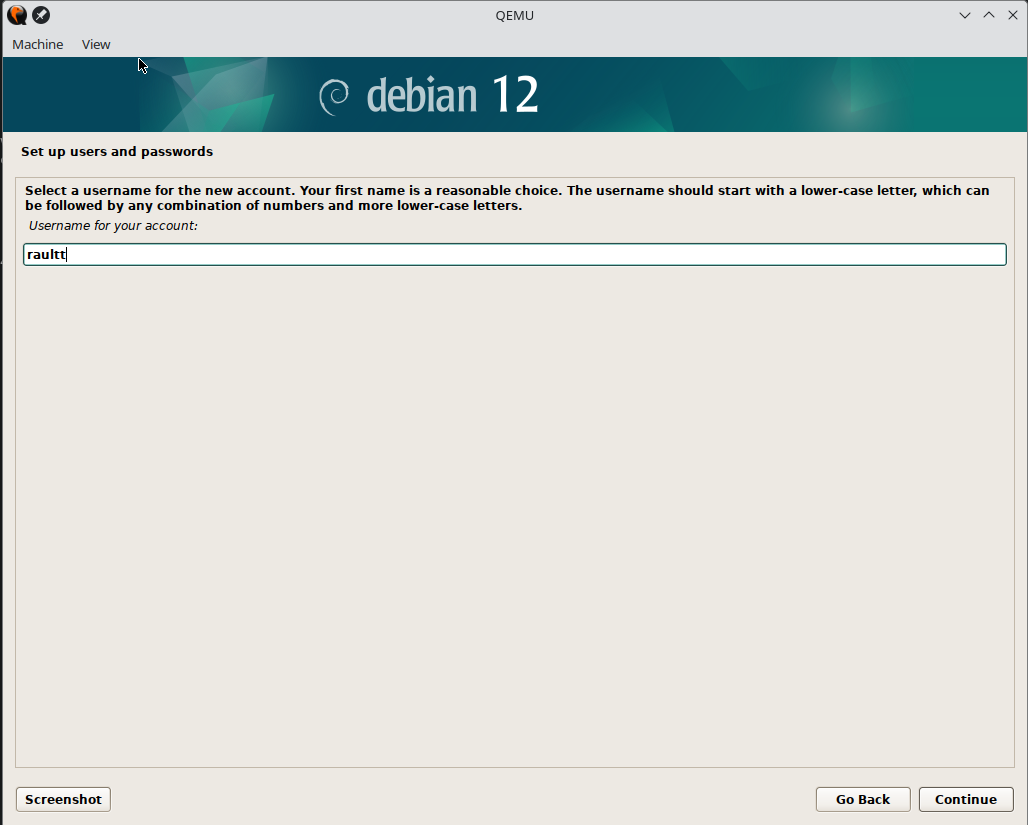 QEMU
Machine View
debian 12
Set up users and passwords
Select a username for the new account. Your first name is a reasonable choice. The username should start with a lower-case letter, which can
be followed by any combination of numbers and more lower-case letters.
Username for your account:
raultt
Screenshot Go Back Continue